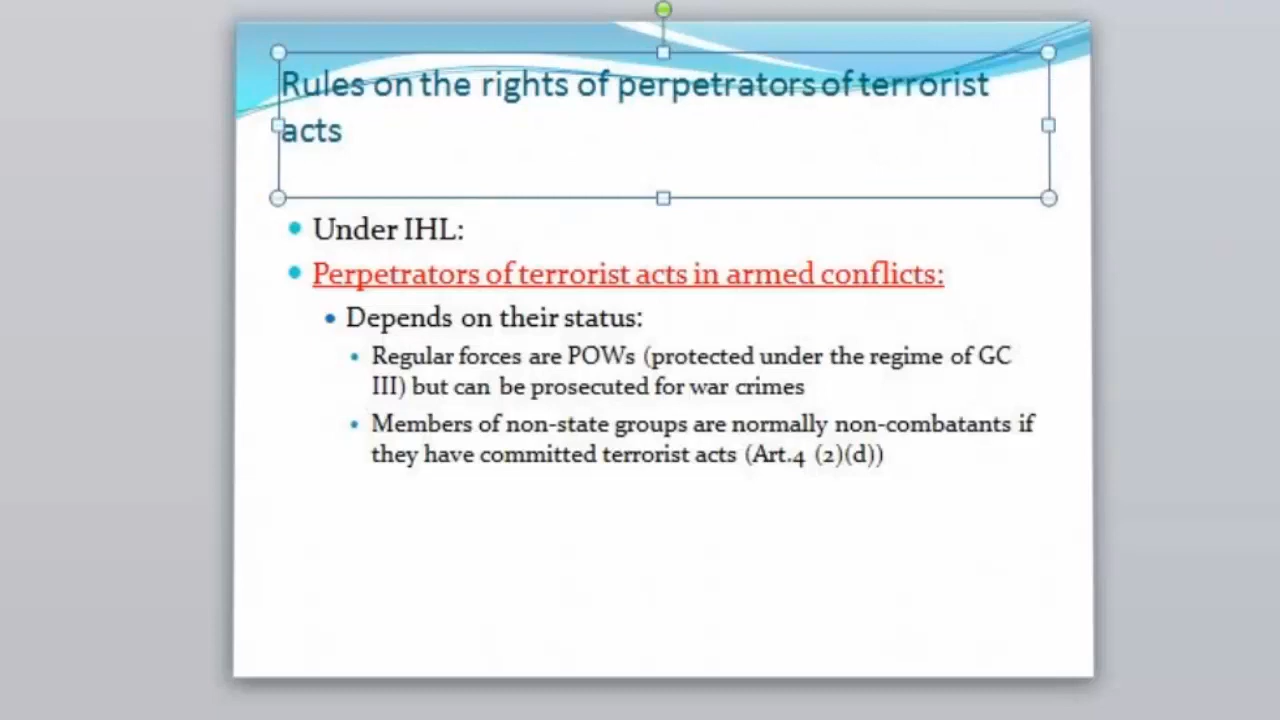 Rules on the rights of perpetrators of terrorist
acts
Under IHL:
Perpetrators of terrorist acts in armed conflicts:
Depends on their status:
Regular forces are POWs (protected under the regime of GC
III) but can be prosecuted for war crimes
Members of non-state groups are normally non-combatants if
they have committed terrorist acts (Art.4 (2)(d))